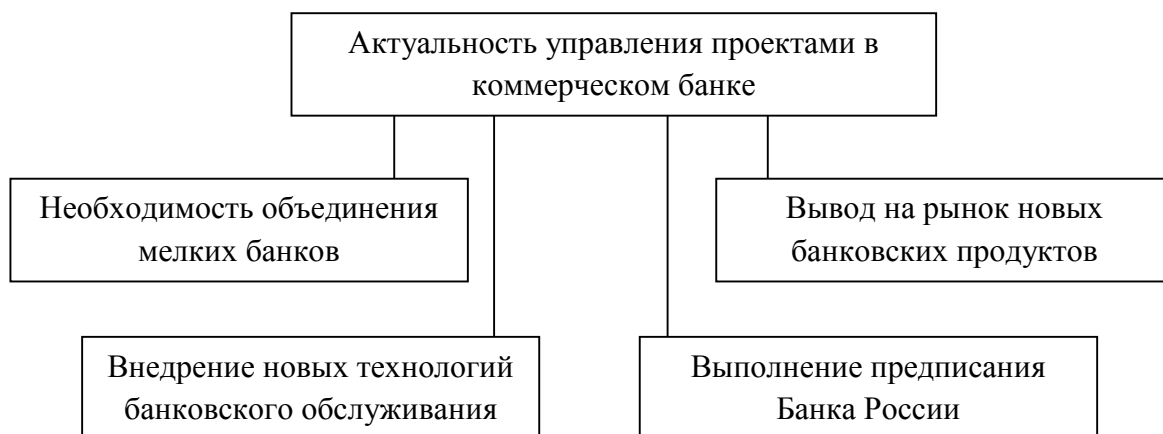 Актуальность управления проектами в
коммерческом банке
Необходимость объединения
мелких банков
Вывод на рынок новых
банковских продуктов
Внедрение новых технологий
банковского обслуживания
Выполнение предписания
Банка России